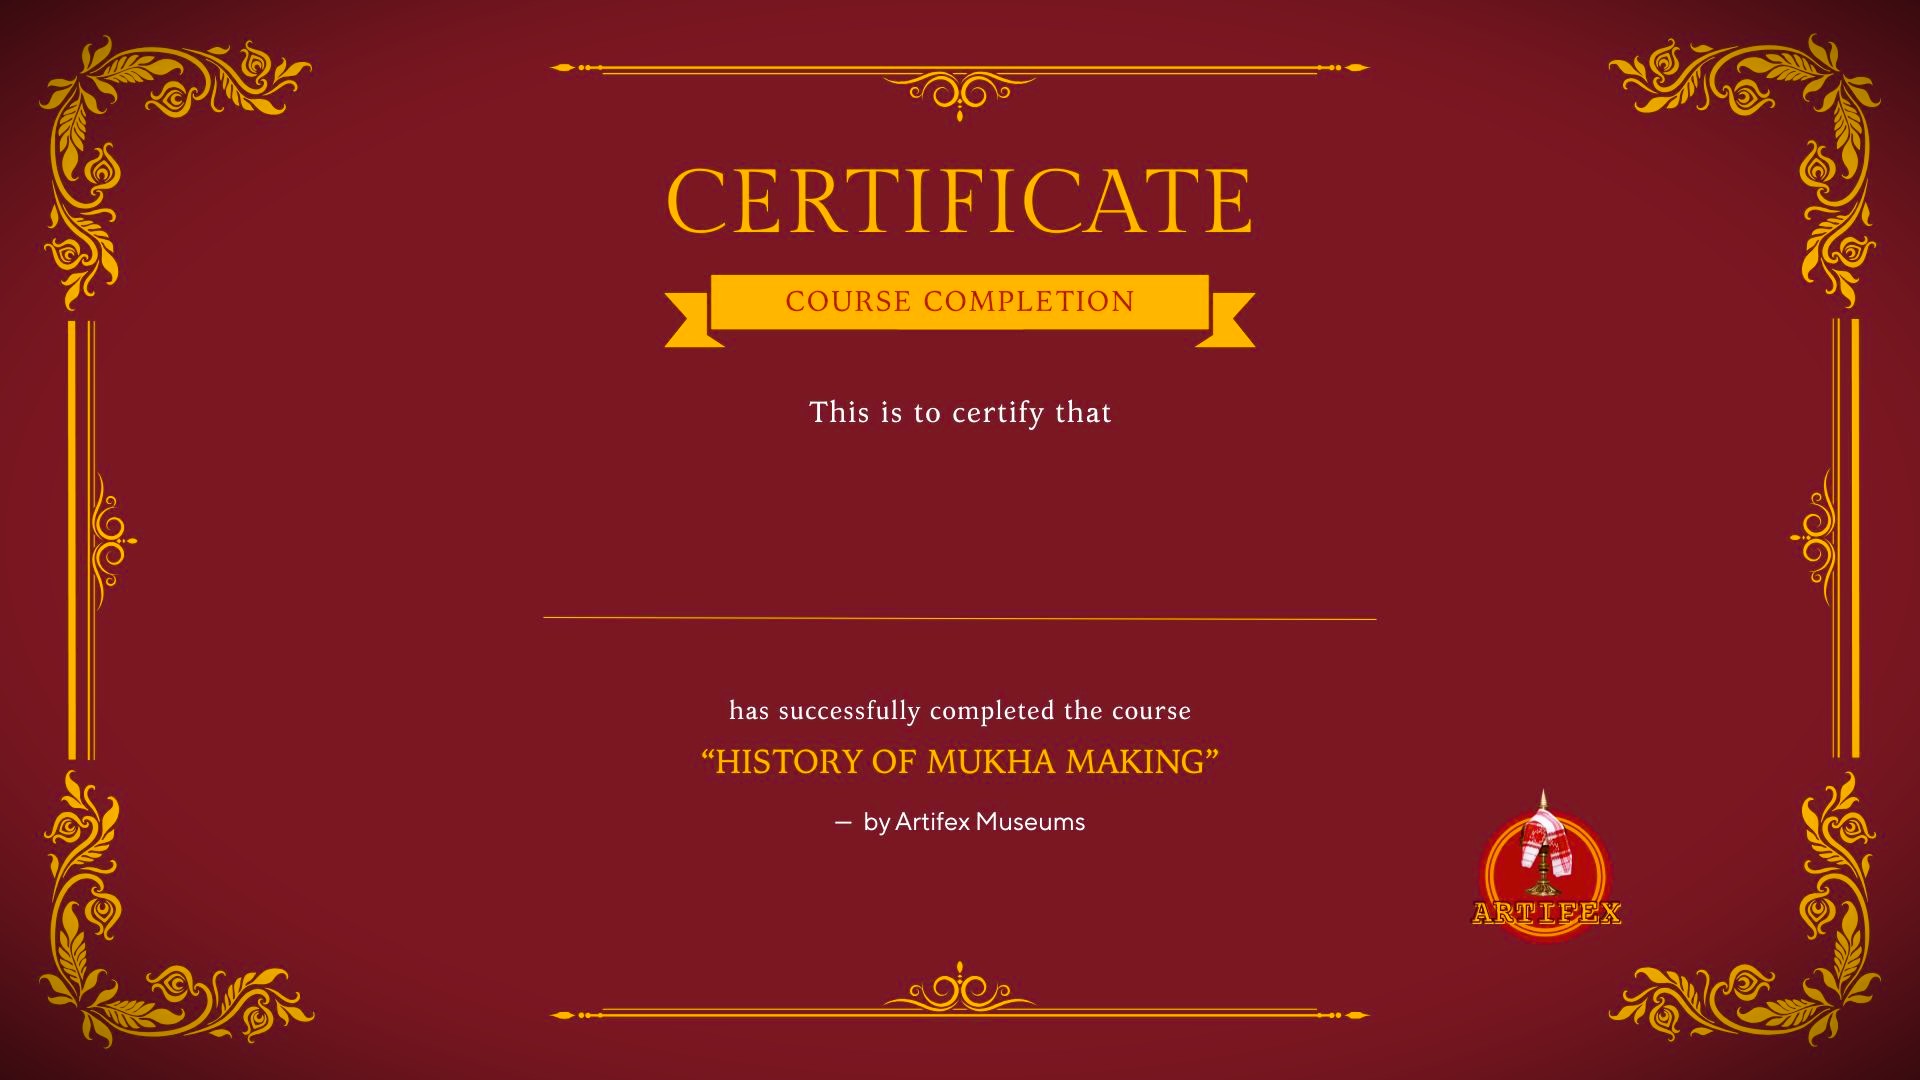 CERTIFICATE
COURSE COMPLETION
This is to certify that
has successfully completed the course
“HISTORY OF MUKHA MAKING”
— by Artifex Museums
ARTIFEX